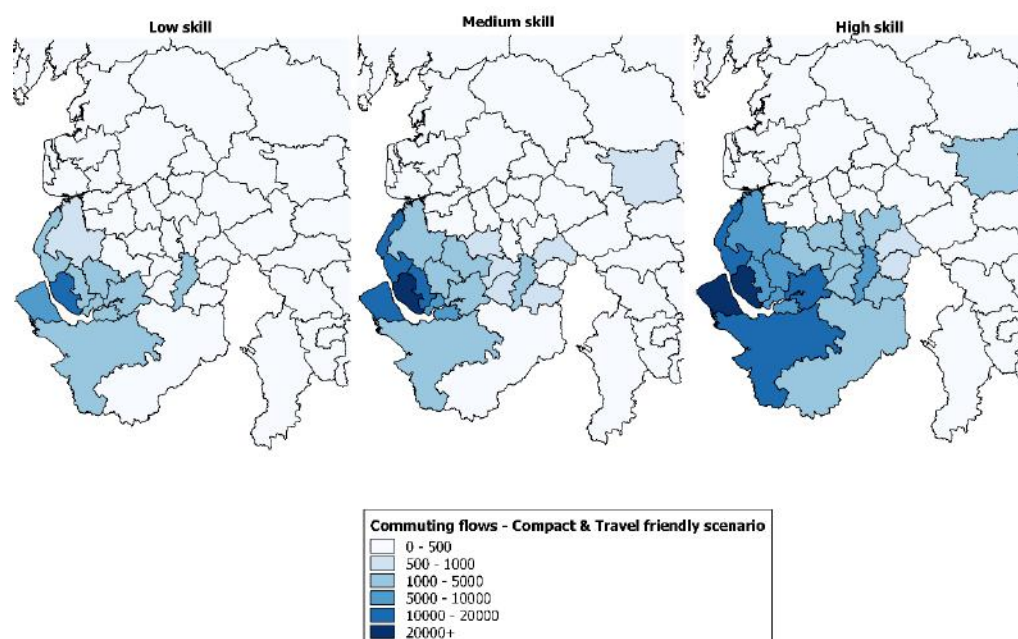 Low skill
Medium skill
High skill
Commuting flows - Compact & Travel friendly scenario
0 - 500
500 - 1000
1000 - 5000
5000 - 10000
10000 - 20000
20000+